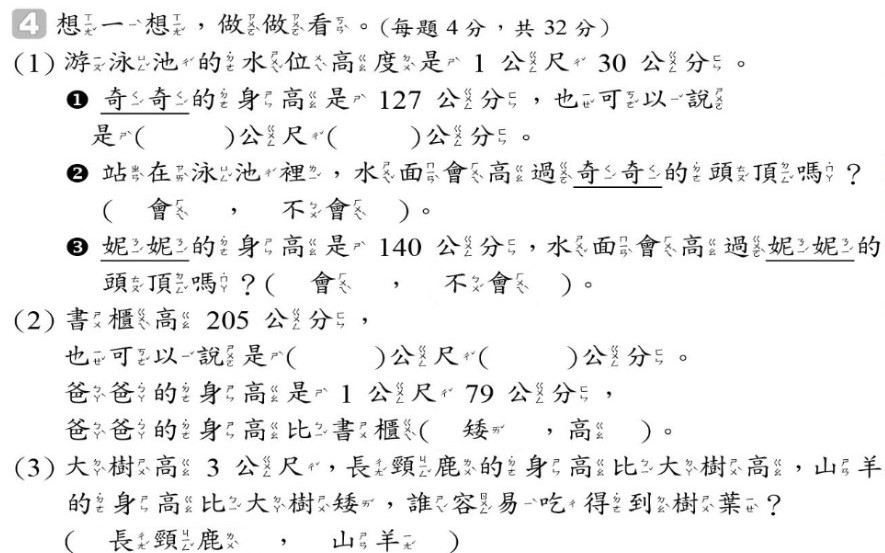 4 想一想，做做看。(每題 4 分，共 32 分)
(1) 游泳池的水位高度是 1 公尺 30 公分。
❶ 奇奇的身高是 127 公分，也可以說
是( )公尺( )公分。
❷ 站在泳池裡，水面會高過奇奇的頭頂嗎？
( 會 ， 不會 )。
❸ 妮妮的身高是 140 公分，水面會高過妮妮的
頭頂嗎？( 會 ， 不會 )。
(2) 書櫃高 205 公分，
也可以說是( )公尺( )公分。
爸爸的身高是 1 公尺 79 公分，
爸爸的身高比書櫃( 矮 ，高 )。
(3) 大樹高 3 公尺，長頸鹿的身高比大樹高，山羊
的身高比大樹矮，誰容易吃得到樹葉？
( 長頸鹿 ， 山羊 )